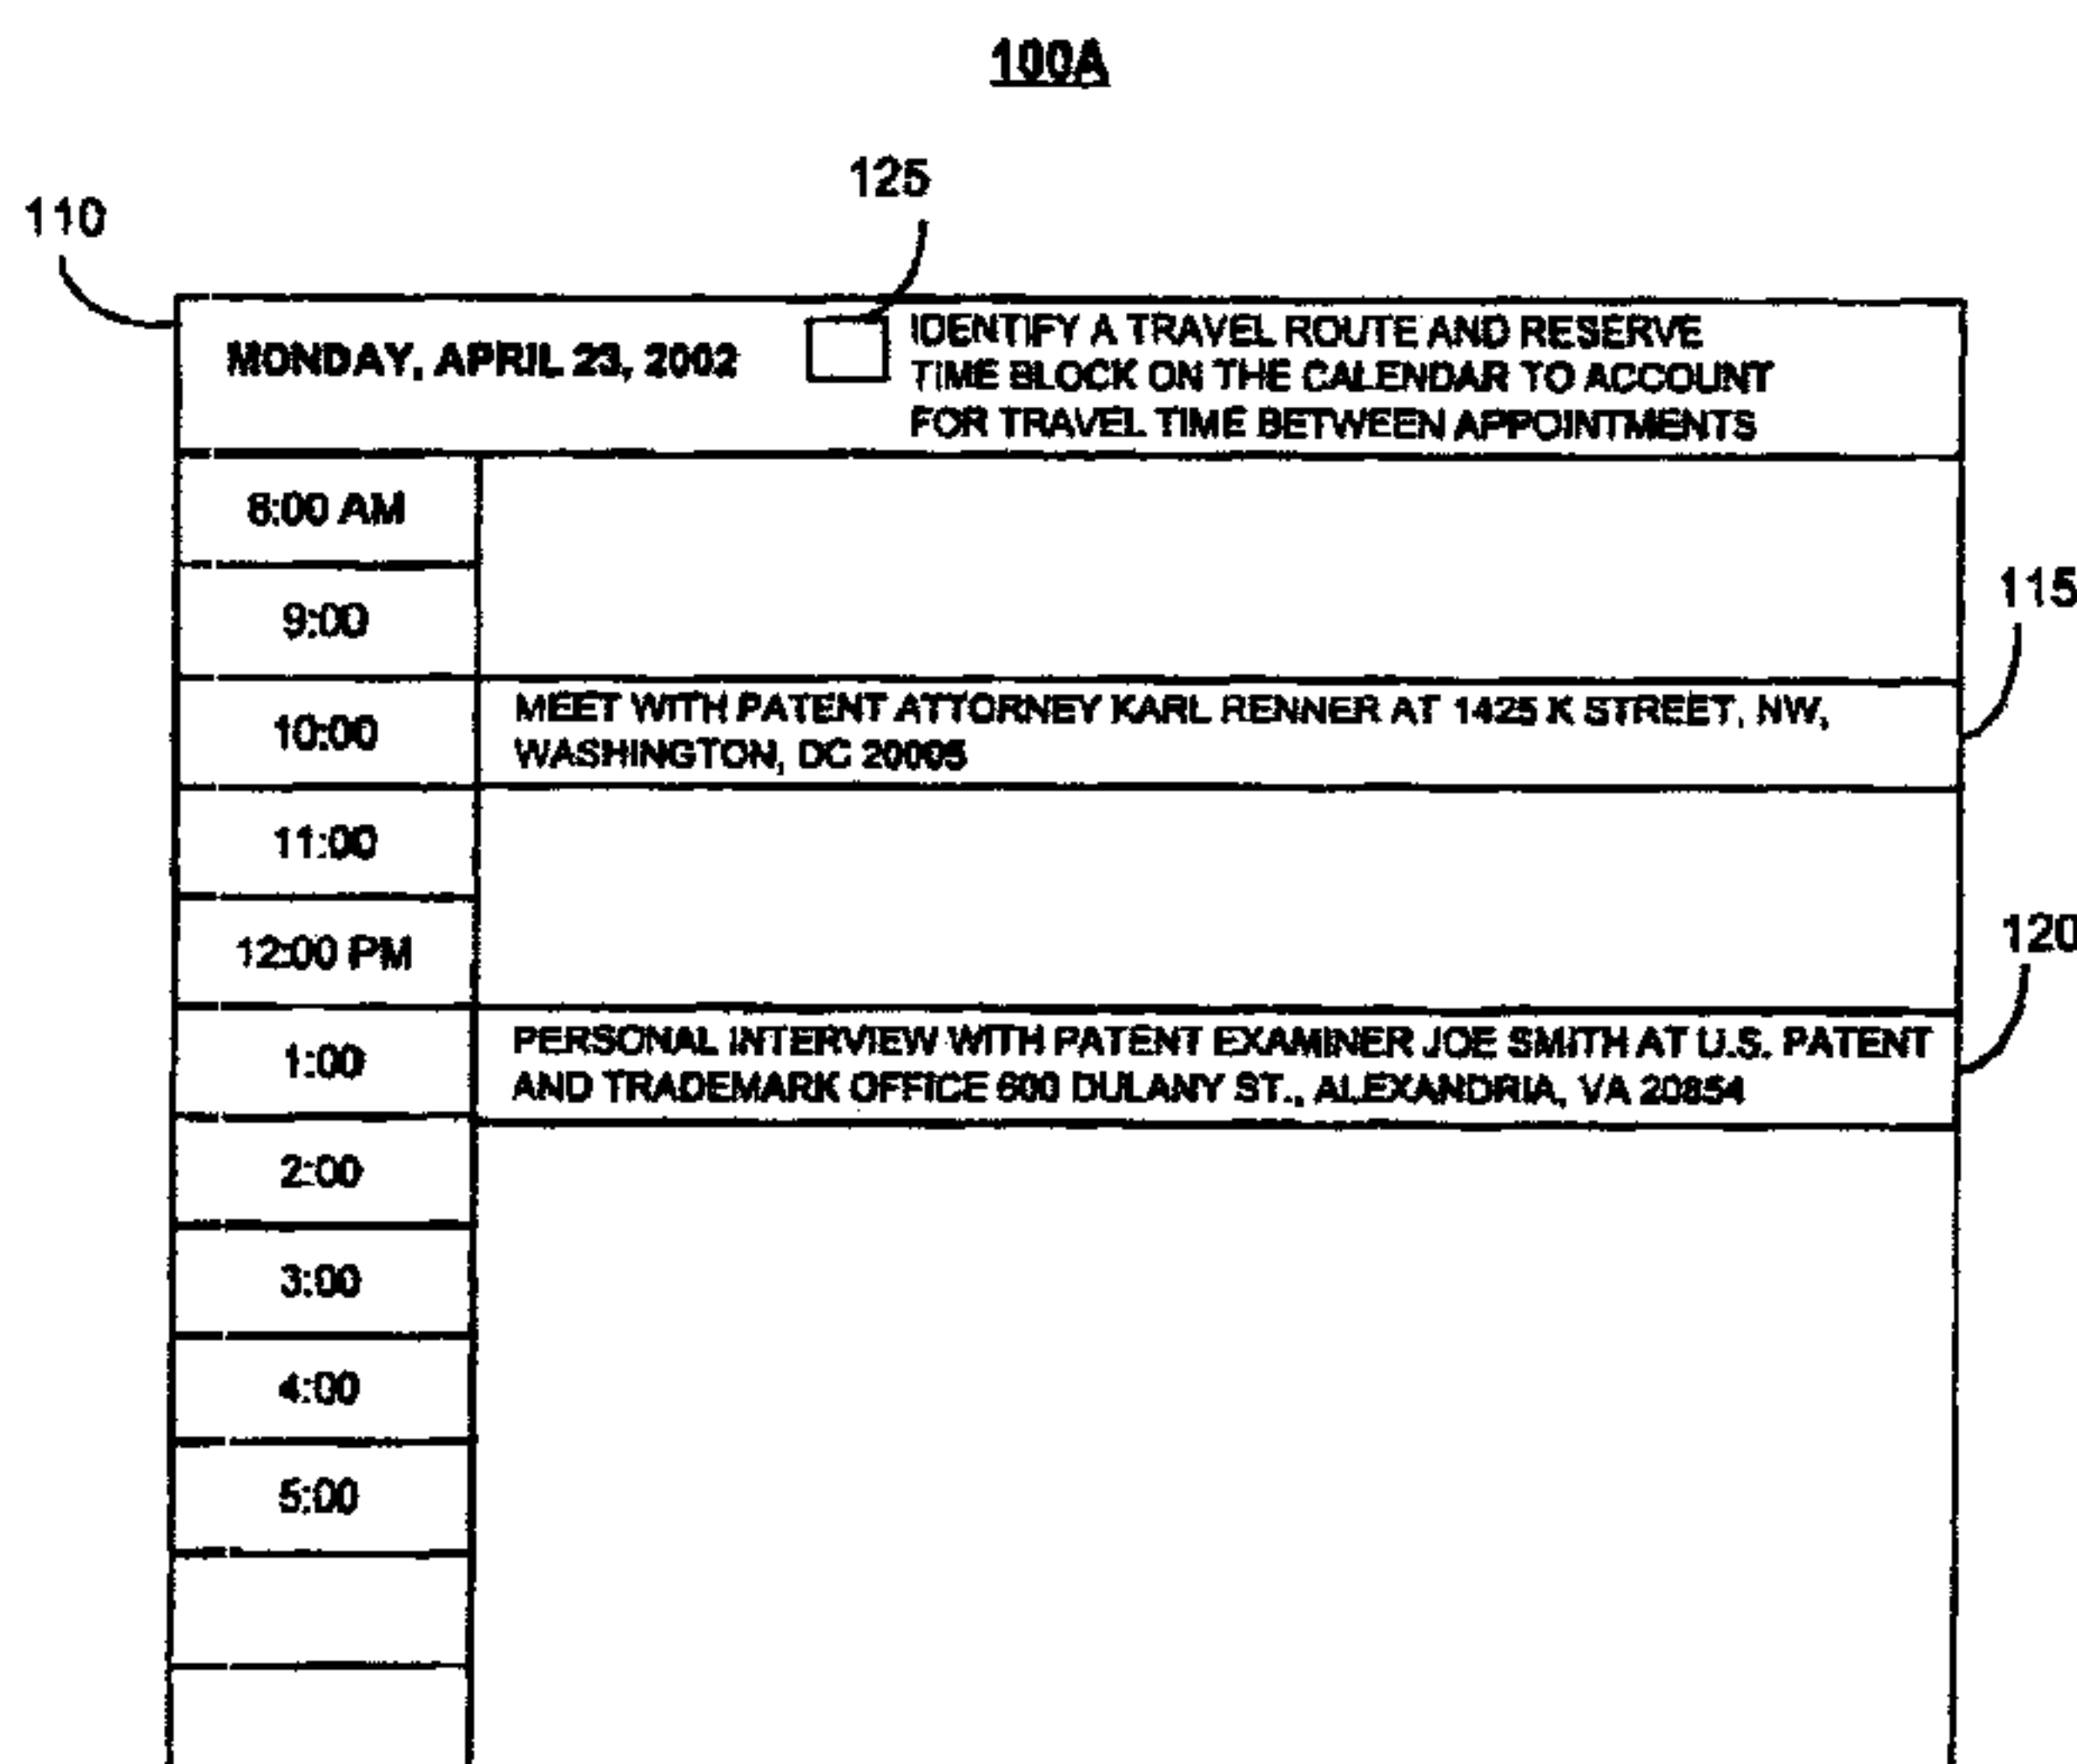 100A
125
110
MONDAY, APRIL 23, 2002
IDENTIFY A TRAVEL ROUTE AND RESERVE
TIME BLOCK ON THE CALENDAR TO ACCOUNT
FOR TRAVEL TIME BETWEEN APPOINTMENTS
8:00 AM
9:00
115
10:00
MEET WITH PATENT ATTORNEY KARL RENNER AT 1425 K STREET, NW,
WASHINGTON, DC 20005
11:00
12:00 PM
120
1:00
PERSONAL INTERVIEW WITH PATENT EXAMINER JOE SMITH AT U.S. PATENT
AND TRADEMARK OFFICE 600 DULANY ST., ALEXANDRIA, VA 20854
2:00
3:00
4:00
5:00